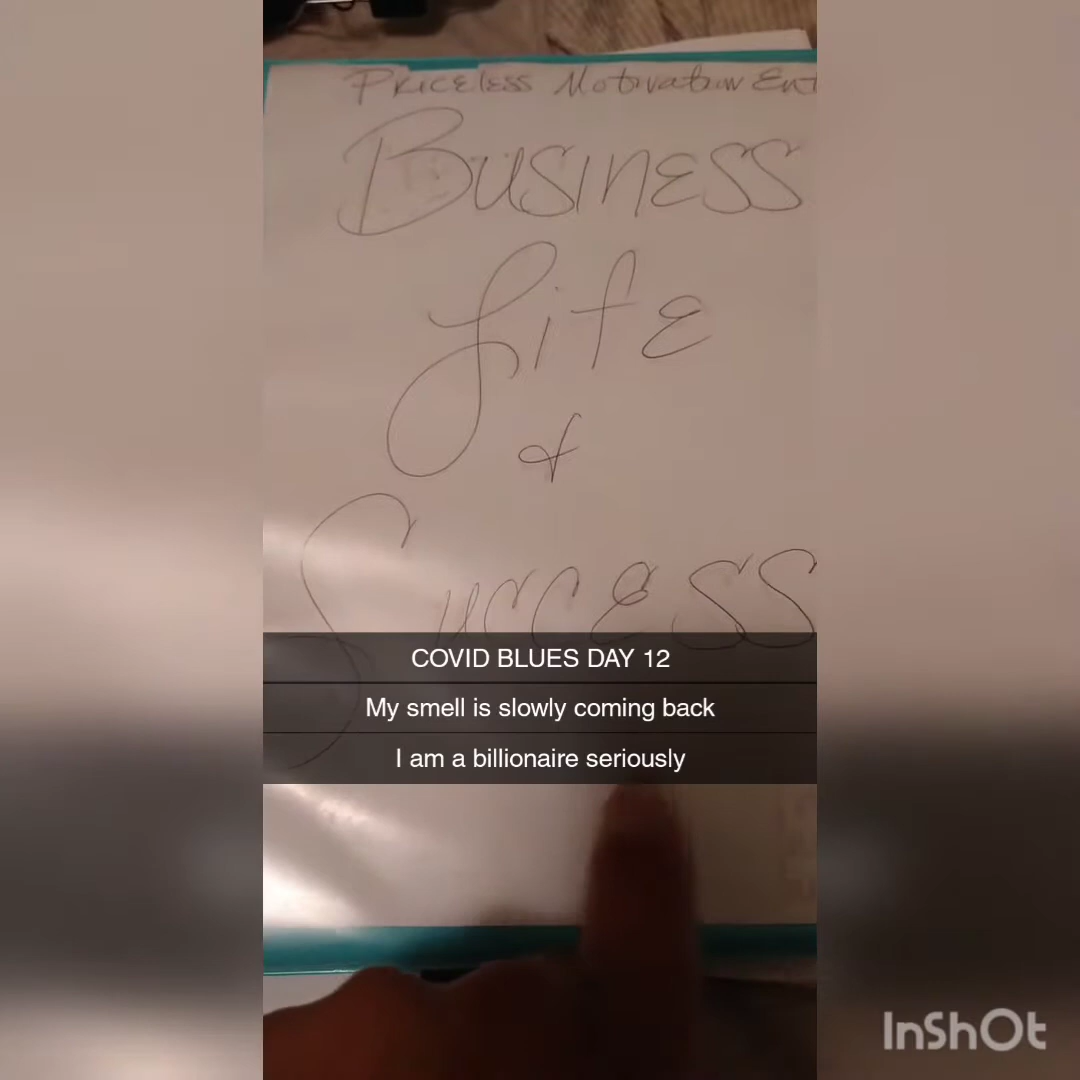 Priceless Motivation Ent
Business
Life
&
Success
COVID BLUES DAY 12
My smell is slowly coming back
I am a billionaire seriously
InShOt